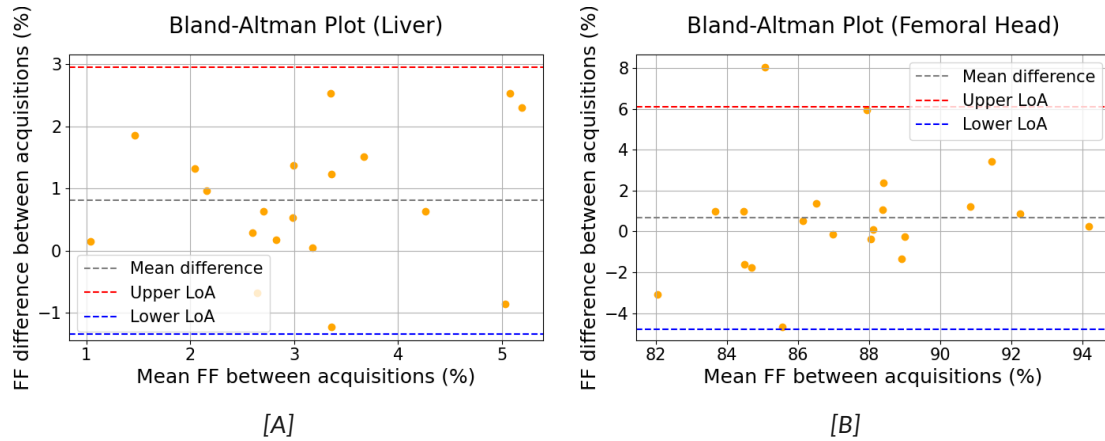 Bland-Altman Plot (Liver)
FF difference between acquisitions (%)
3
2
1
0
−1
Mean difference
Upper LoA
Lower LoA
1 2 3 4 5
Mean FF between acquisitions (%)
[A]
Bland-Altman Plot (Femoral Head)
FF difference between acquisitions (%)
8
6
4
2
0
−2
−4
Mean difference
Upper LoA
Lower LoA
82 84 86 88 90 92 94
Mean FF between acquisitions (%)
[B]